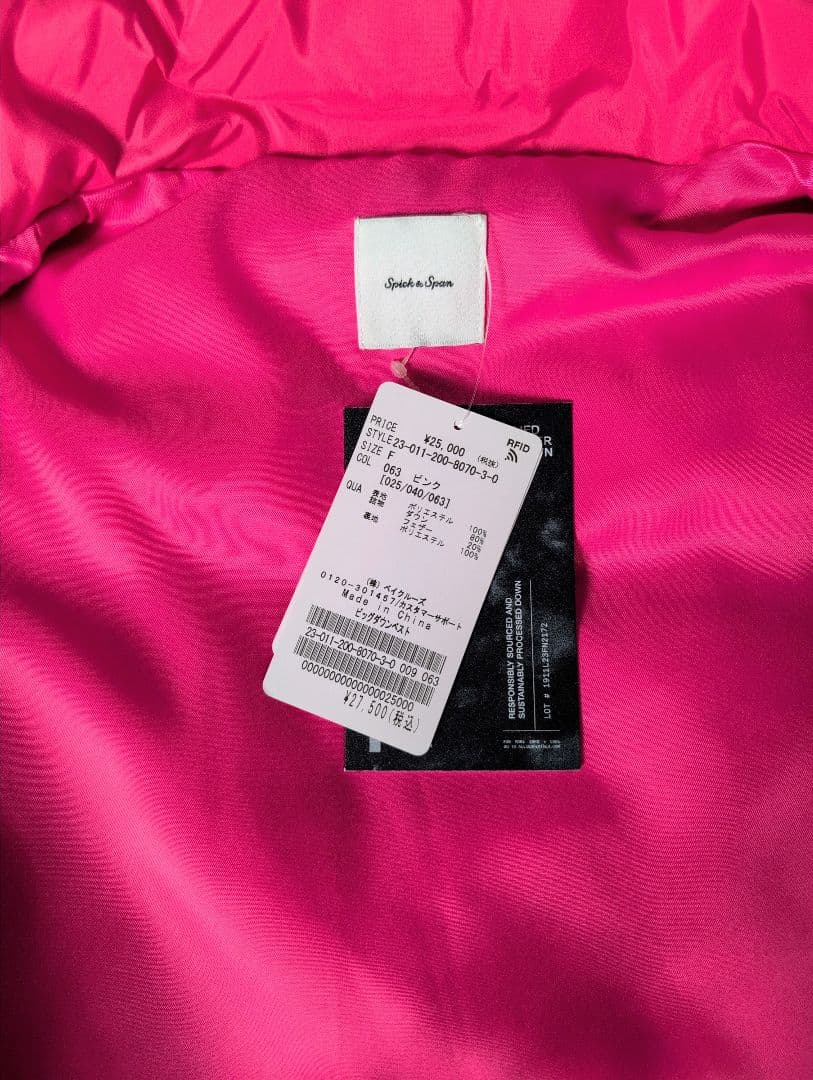 Spick & Span
PRICE ¥25,000 (税抜)
RFID
STYLE 23-011-200-8070-3-0
SIZE F
COL 063 ピンク
[025/040/063]
QUA 表地 ポリエステル 100%
詰物 ダウン 80%
フェザー 20%
裏地 ポリエステル 100%
(株) ベイクルーズ
0120-301457/カスタマーサポート
Made in China
ビッグダウンベスト
23-011-200-8070-3-0 009 063
00000000000000025000
¥27,500(税込)
RESPONSIBLY SOURCED AND
SUSTAINABLY PROCESSED DOWN
LOT # 1911L23FN2172